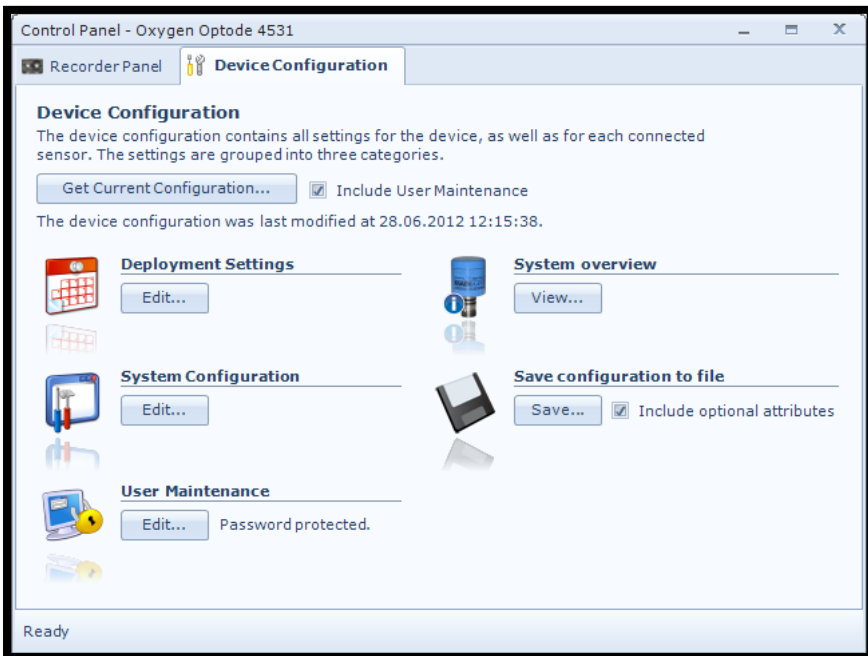 Control Panel - Oxygen Optode 4531
Recorder Panel
Device Configuration
Device Configuration
The device configuration contains all settings for the device, as well as for each connected
sensor. The settings are grouped into three categories.
Get Current Configuration...
Include User Maintenance
The device configuration was last modified at 28.06.2012 12:15:38.
Deployment Settings
Edit...
System overview
View...
System Configuration
Edit...
Save configuration to file
Save...
Include optional attributes
User Maintenance
Edit...
Password protected.
Ready